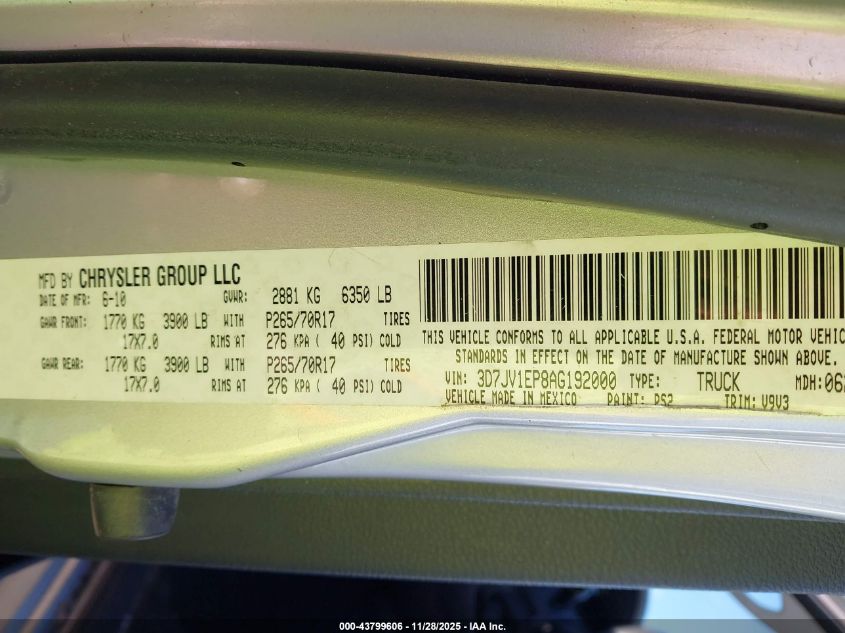 MFD BY CHRYSLER GROUP LLC
DATE OF MFR: 6-10 GVWR: 2881 KG 6350 LB
GAWR FRONT: 1770 KG 3900 LB WITH P265/70R17 TIRES
17X7.0 RIMS AT 276 KPA ( 40 PSI) COLD
GAWR REAR: 1770 KG 3900 LB WITH P265/70R17 TIRES
17X7.0 RIMS AT 276 KPA ( 40 PSI) COLD
THIS VEHICLE CONFORMS TO ALL APPLICABLE U.S.A. FEDERAL MOTOR VEHIC
STANDARDS IN EFFECT ON THE DATE OF MANUFACTURE SHOWN ABOVE.
VIN: 3D7JV1EP8AG192000 TYPE: TRUCK MDH: 06
VEHICLE MADE IN MEXICO PAINT: PS2 TRIM: V9V3
000-43799606 - 11/28/2025 - IAA Inc.